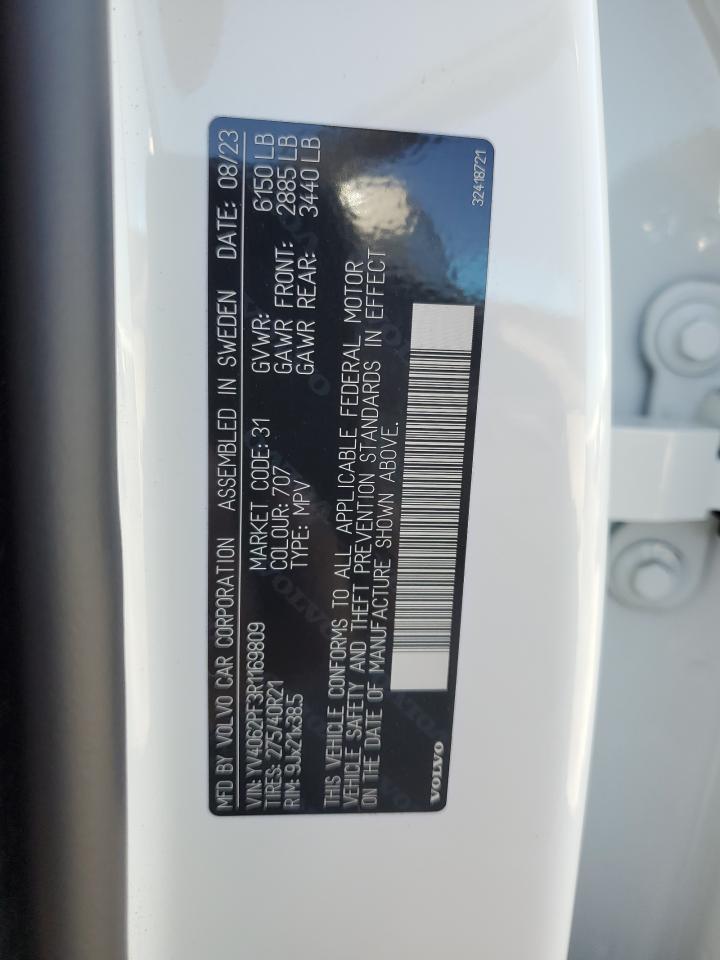 MFD BY VOLVO CAR CORPORATION ASSEMBLED IN SWEDEN DATE: 08/23
VIN: YV4062PF3R1169809 MARKET CODE: 31 GVWR: 6150 LB
TIRES: 275/40R21 COLOUR: 707 GAWR FRONT: 2885 LB
RIM: 9Jx21x38.5 TYPE: MPV GAWR REAR: 3440 LB
THIS VEHICLE CONFORMS TO ALL APPLICABLE FEDERAL MOTOR
VEHICLE SAFETY AND THEFT PREVENTION STANDARDS IN EFFECT
ON THE DATE OF MANUFACTURE SHOWN ABOVE.
VOLVO 32418721